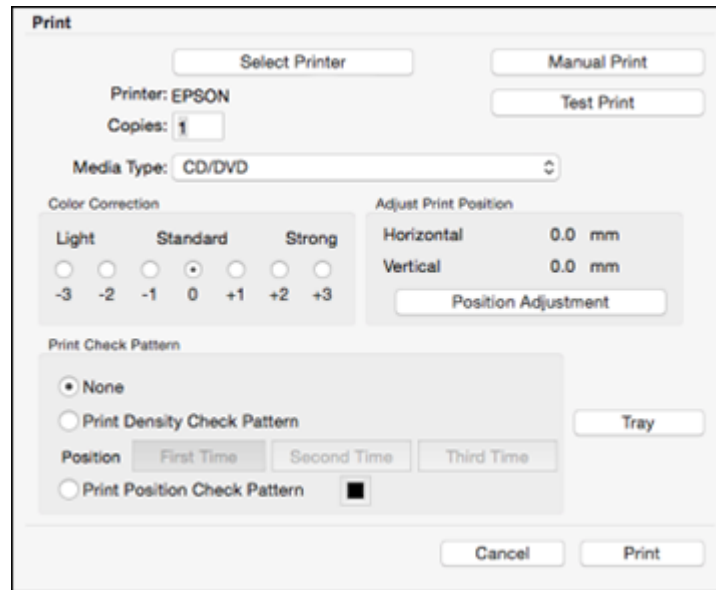 Print
Select Printer
Manual Print
Printer: EPSON
Test Print
Copies: 1
Media Type: CD/DVD
Color Correction
Adjust Print Position
Light Standard Strong
Horizontal 0.0 mm
Vertical 0.0 mm
-3 -2 -1 0 +1 +2 +3
Position Adjustment
Print Check Pattern
None
Print Density Check Pattern
Tray
Position First Time Second Time Third Time
Print Position Check Pattern
Cancel Print